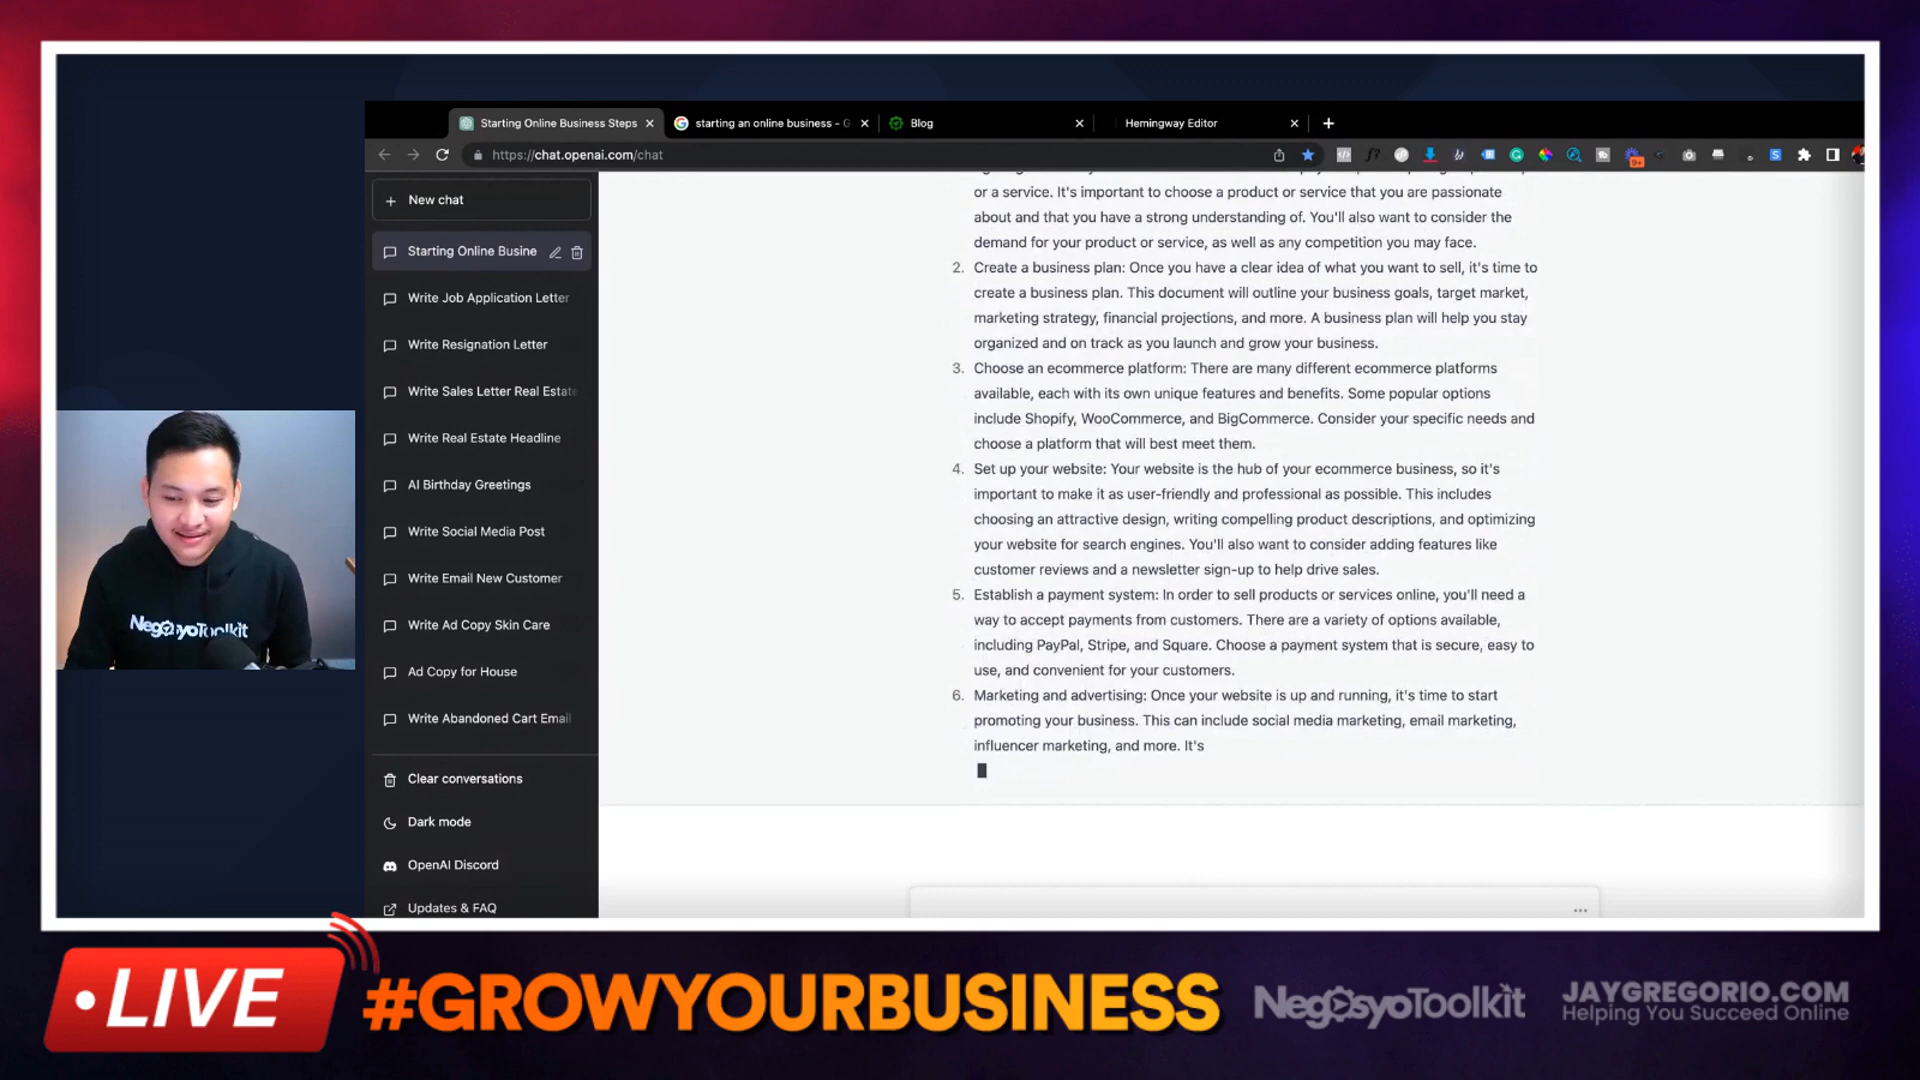 Starting Online Business Steps
starting an online business - G
Blog
Hemingway Editor
https://chat.openai.com/chat
New chat
Starting Online Busine
Write Job Application Letter
Write Resignation Letter
Write Sales Letter Real Estate
Write Real Estate Headline
AI Birthday Greetings
Write Social Media Post
Write Email New Customer
Write Ad Copy Skin Care
Ad Copy for House
Write Abandoned Cart Email
Clear conversations
Dark mode
OpenAI Discord
Updates & FAQ
or a service. It's important to choose a product or service that you are passionate
about and that you have a strong understanding of. You'll also want to consider the
demand for your product or service, as well as any competition you may face.
2. Create a business plan: Once you have a clear idea of what you want to sell, it's time to
create a business plan. This document will outline your business goals, target market,
marketing strategy, financial projections, and more. A business plan will help you stay
organized and on track as you launch and grow your business.
3. Choose an ecommerce platform: There are many different ecommerce platforms
available, each with its own unique features and benefits. Some popular options
include Shopify, WooCommerce, and BigCommerce. Consider your specific needs and
choose a platform that will best meet them.
4. Set up your website: Your website is the hub of your ecommerce business, so it's
important to make it as user-friendly and professional as possible. This includes
choosing an attractive design, writing compelling product descriptions, and optimizing
your website for search engines. You'll also want to consider adding features like
customer reviews and a newsletter sign-up to help drive sales.
5. Establish a payment system: In order to sell products or services online, you'll need a
way to accept payments from customers. There are a variety of options available,
including PayPal, Stripe, and Square. Choose a payment system that is secure, easy to
use, and convenient for your customers.
6. Marketing and advertising: Once your website is up and running, it's time to start
promoting your business. This can include social media marketing, email marketing,
influencer marketing, and more. It's
NegosyoToolkit
LIVE
#GROWYOURBUSINESS
NegosyoToolkit
JAYGREGORIO.COM
Helping You Succeed Online